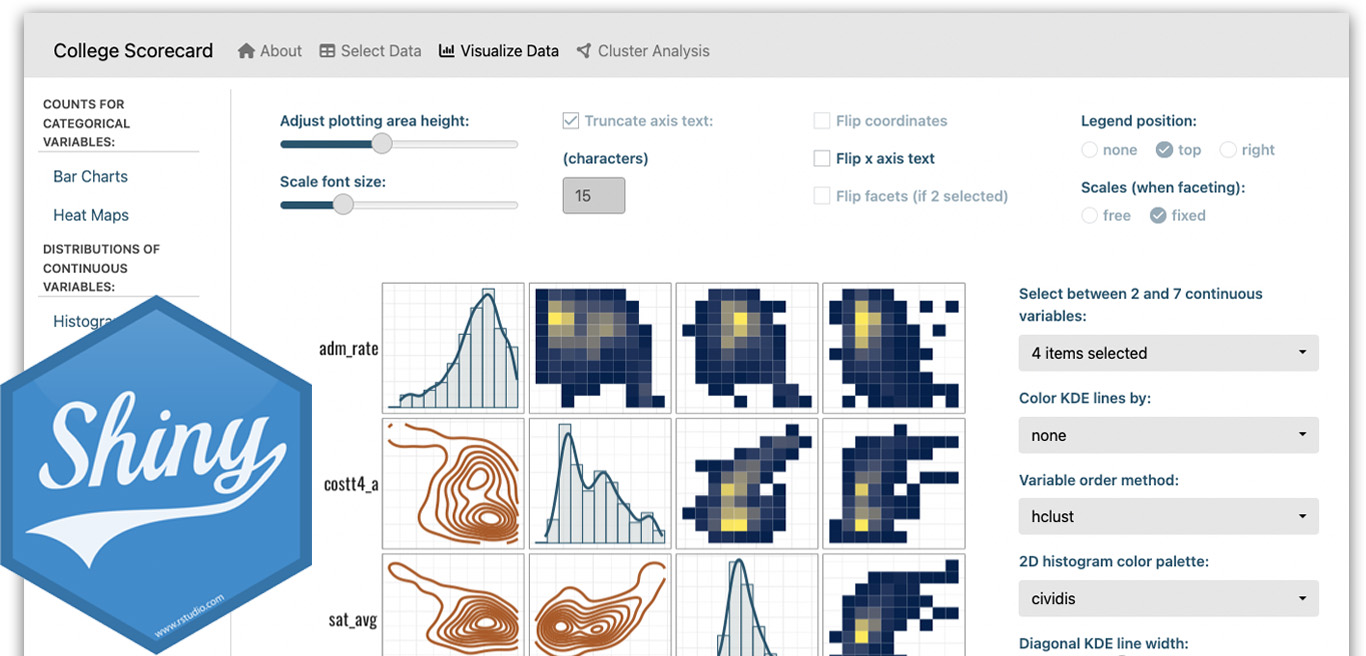 College Scorecard
About
Select Data
Visualize Data
Cluster Analysis
COUNTS FOR
CATEGORICAL
VARIABLES:
Bar Charts
Heat Maps
DISTRIBUTIONS OF
CONTINUOUS
VARIABLES:
Adjust plotting area height:
Scale font size:
Truncate axis text:
(characters)
15
Flip coordinates
Flip x axis text
Flip facets (if 2 selected)
Legend position:
none top right
Scales (when faceting):
free fixed
adm_rate
costt4_a
sat_avg
Select between 2 and 7 continuous
variables:
4 items selected
Color KDE lines by:
none
Variable order method:
hclust
2D histogram color palette:
cividis
Diagonal KDE line width:
Shiny
www.rstudio.com